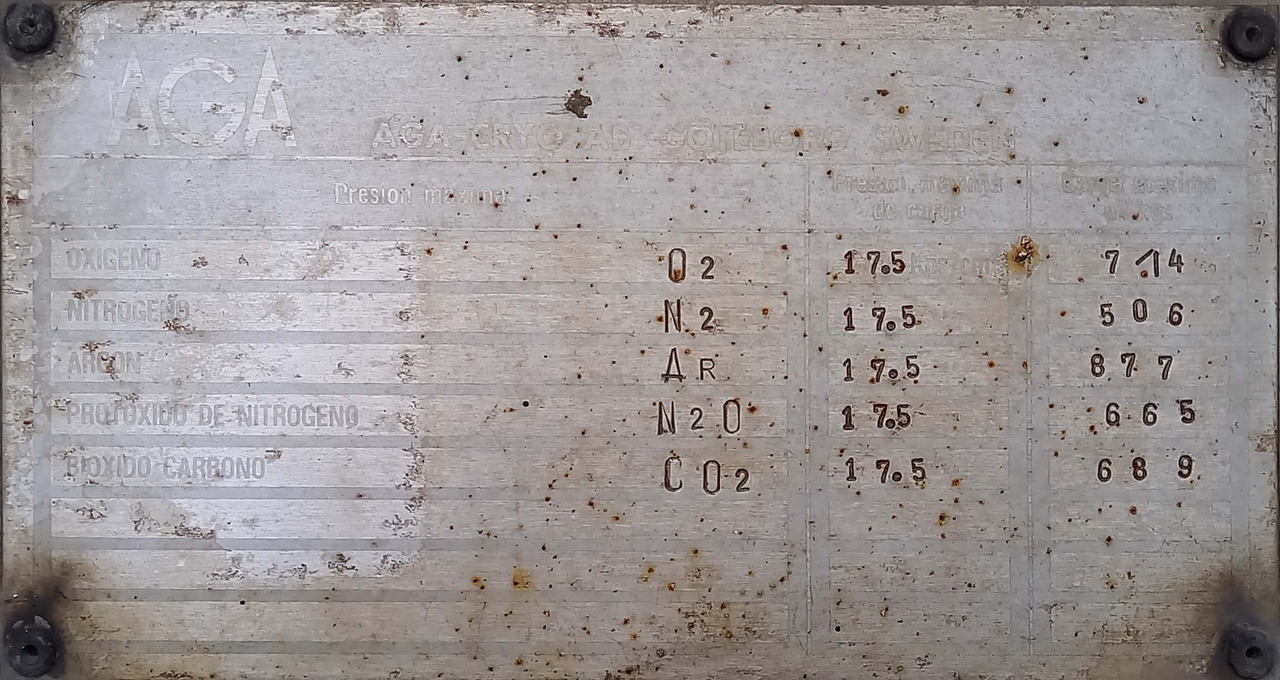 AGA
AGA CRYO AB GÖTEBORG SWEDEN
Presion maxima Presion maxima de carga Carga maxima
OXIGENO O2 17.5 714
NITROGENO N2 17.5 506
ARGON AR 17.5 877
PROTOXIDO DE NITROGENO N2O 17.5 665
BIOXIDO CARBONO CO2 17.5 689